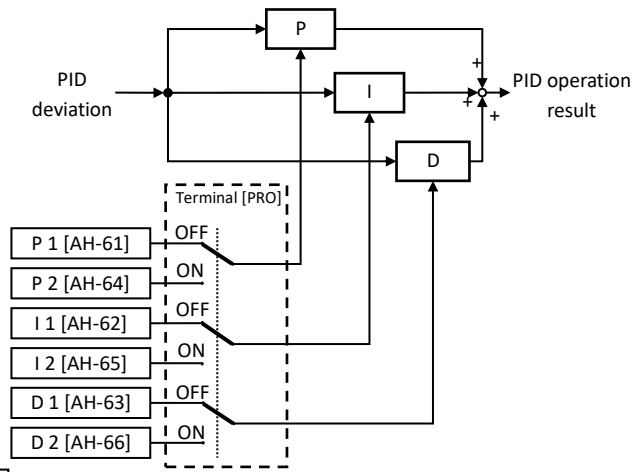 P
PID
deviation
I
PID operation
result
D
+
+
+
Terminal [PRO]
P 1 [AH-61]
OFF
P 2 [AH-64]
ON
I 1 [AH-62]
OFF
I 2 [AH-65]
ON
D 1 [AH-63]
OFF
D 2 [AH-66]
ON